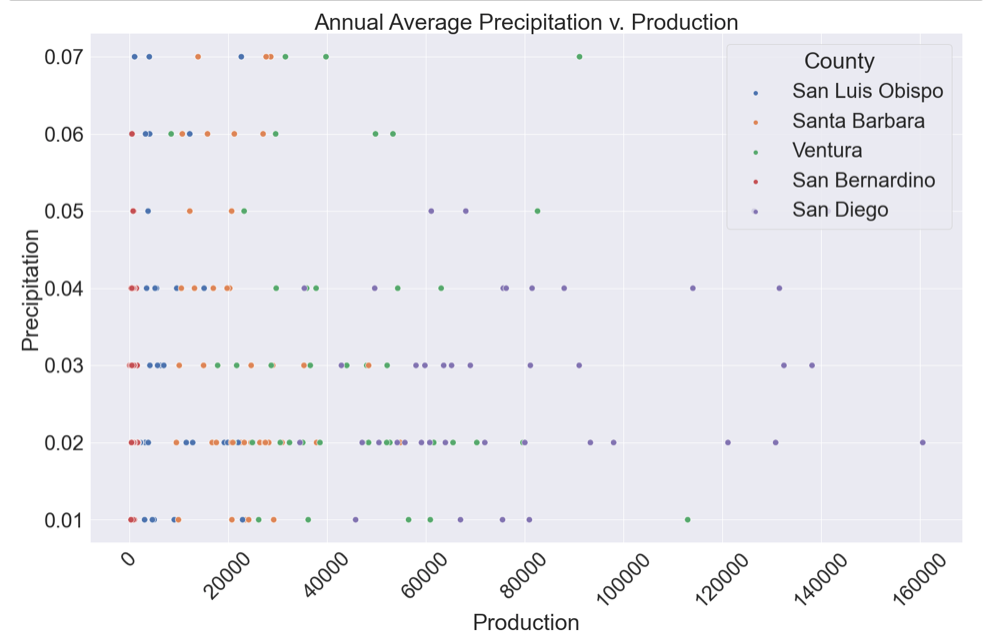 Annual Average Precipitation v. Production
County
San Luis Obispo
Santa Barbara
Ventura
San Bernardino
San Diego
Precipitation
0.07
0.06
0.05
0.04
0.03
0.02
0.01
0
20000
40000
60000
80000
100000
120000
140000
160000
Production